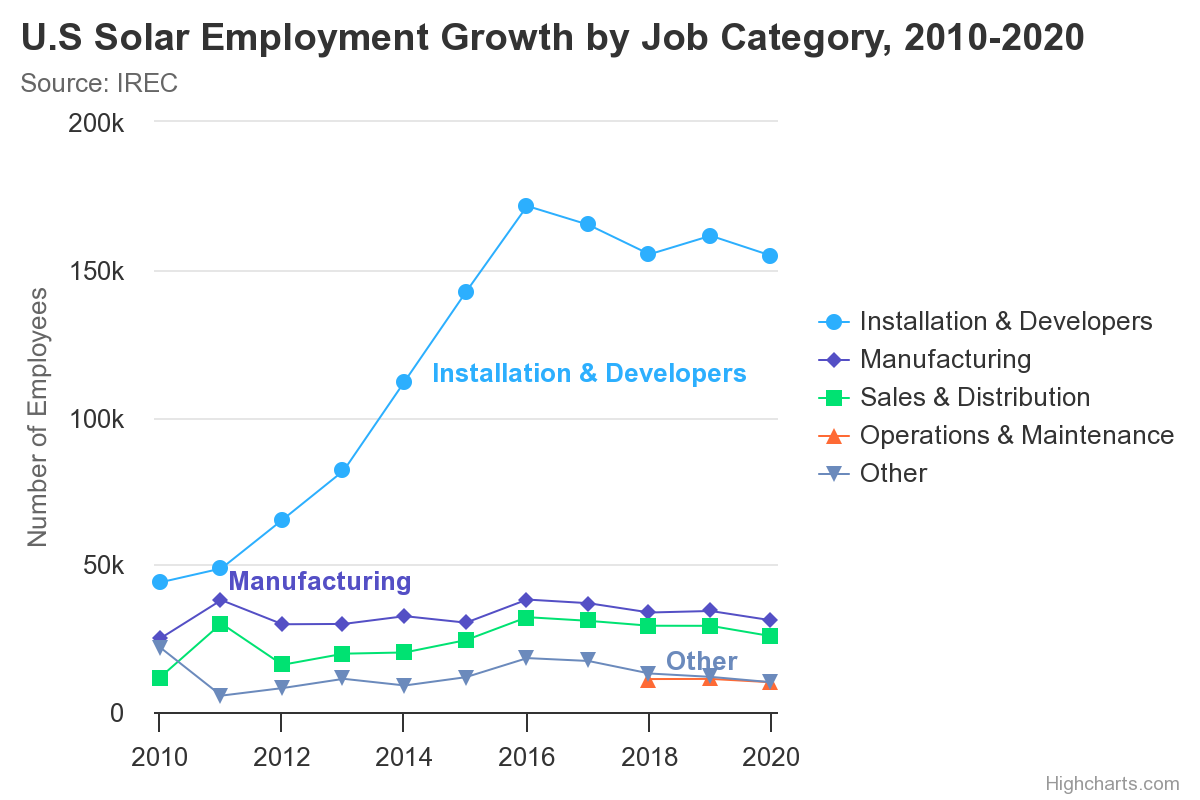 U.S Solar Employment Growth by Job Category, 2010-2020
Source: IREC
Number of Employees
200k
150k
100k
50k
0
Installation & Developers
Manufacturing
Other
2010 2012 2014 2016 2018 2020
Installation & Developers
Manufacturing
Sales & Distribution
Operations & Maintenance
Other
Highcharts.com